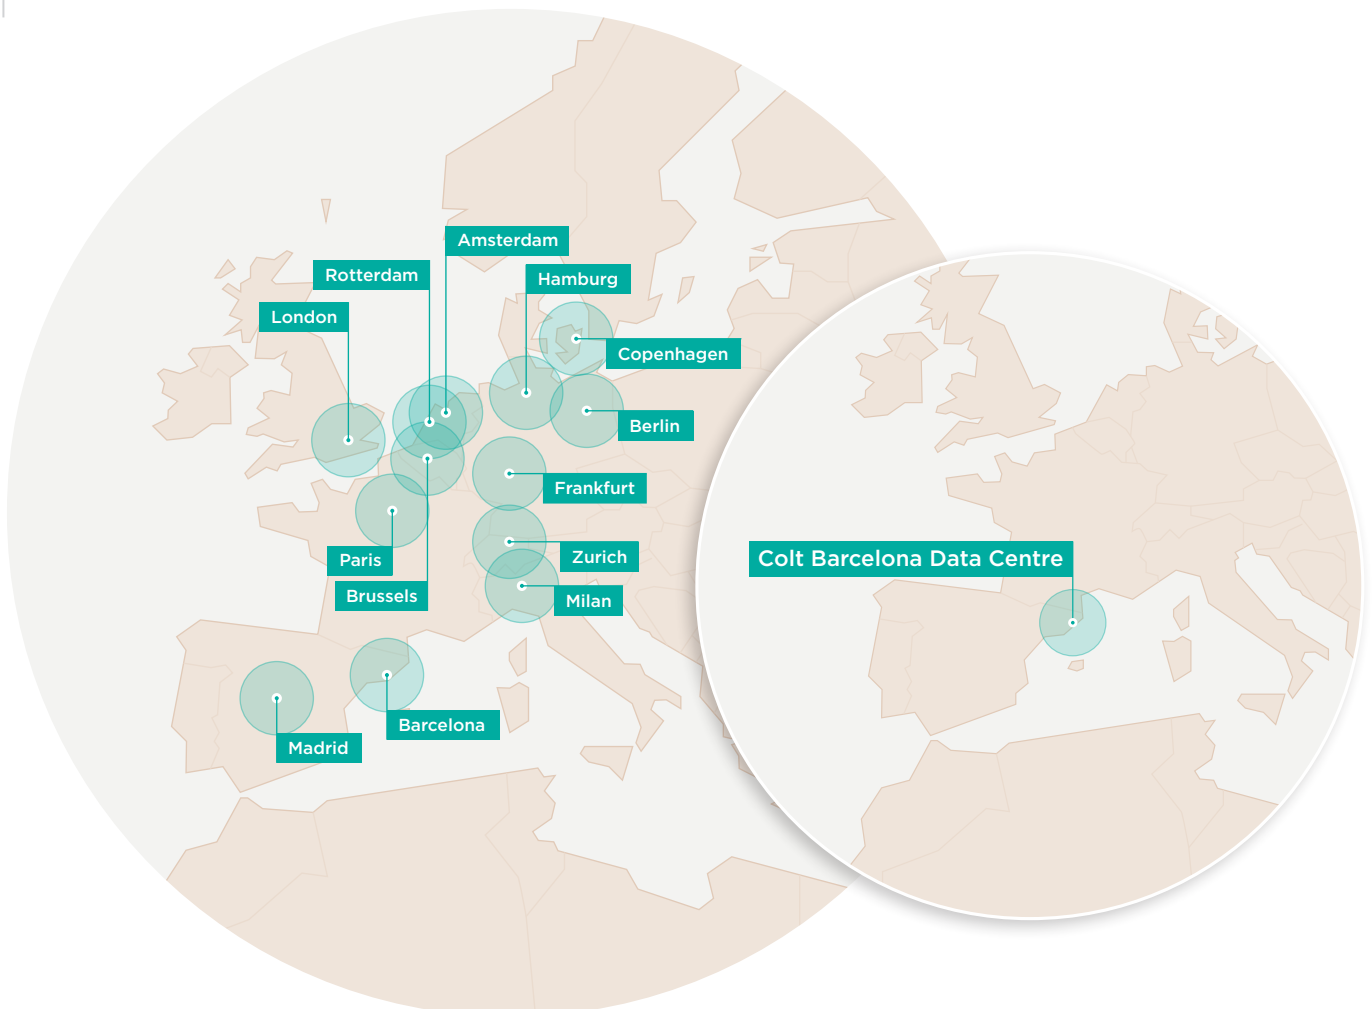 Amsterdam
Rotterdam
Hamburg
London
Copenhagen
Berlin
Frankfurt
Paris
Zurich
Brussels
Milan
Barcelona
Madrid
Colt Barcelona Data Centre